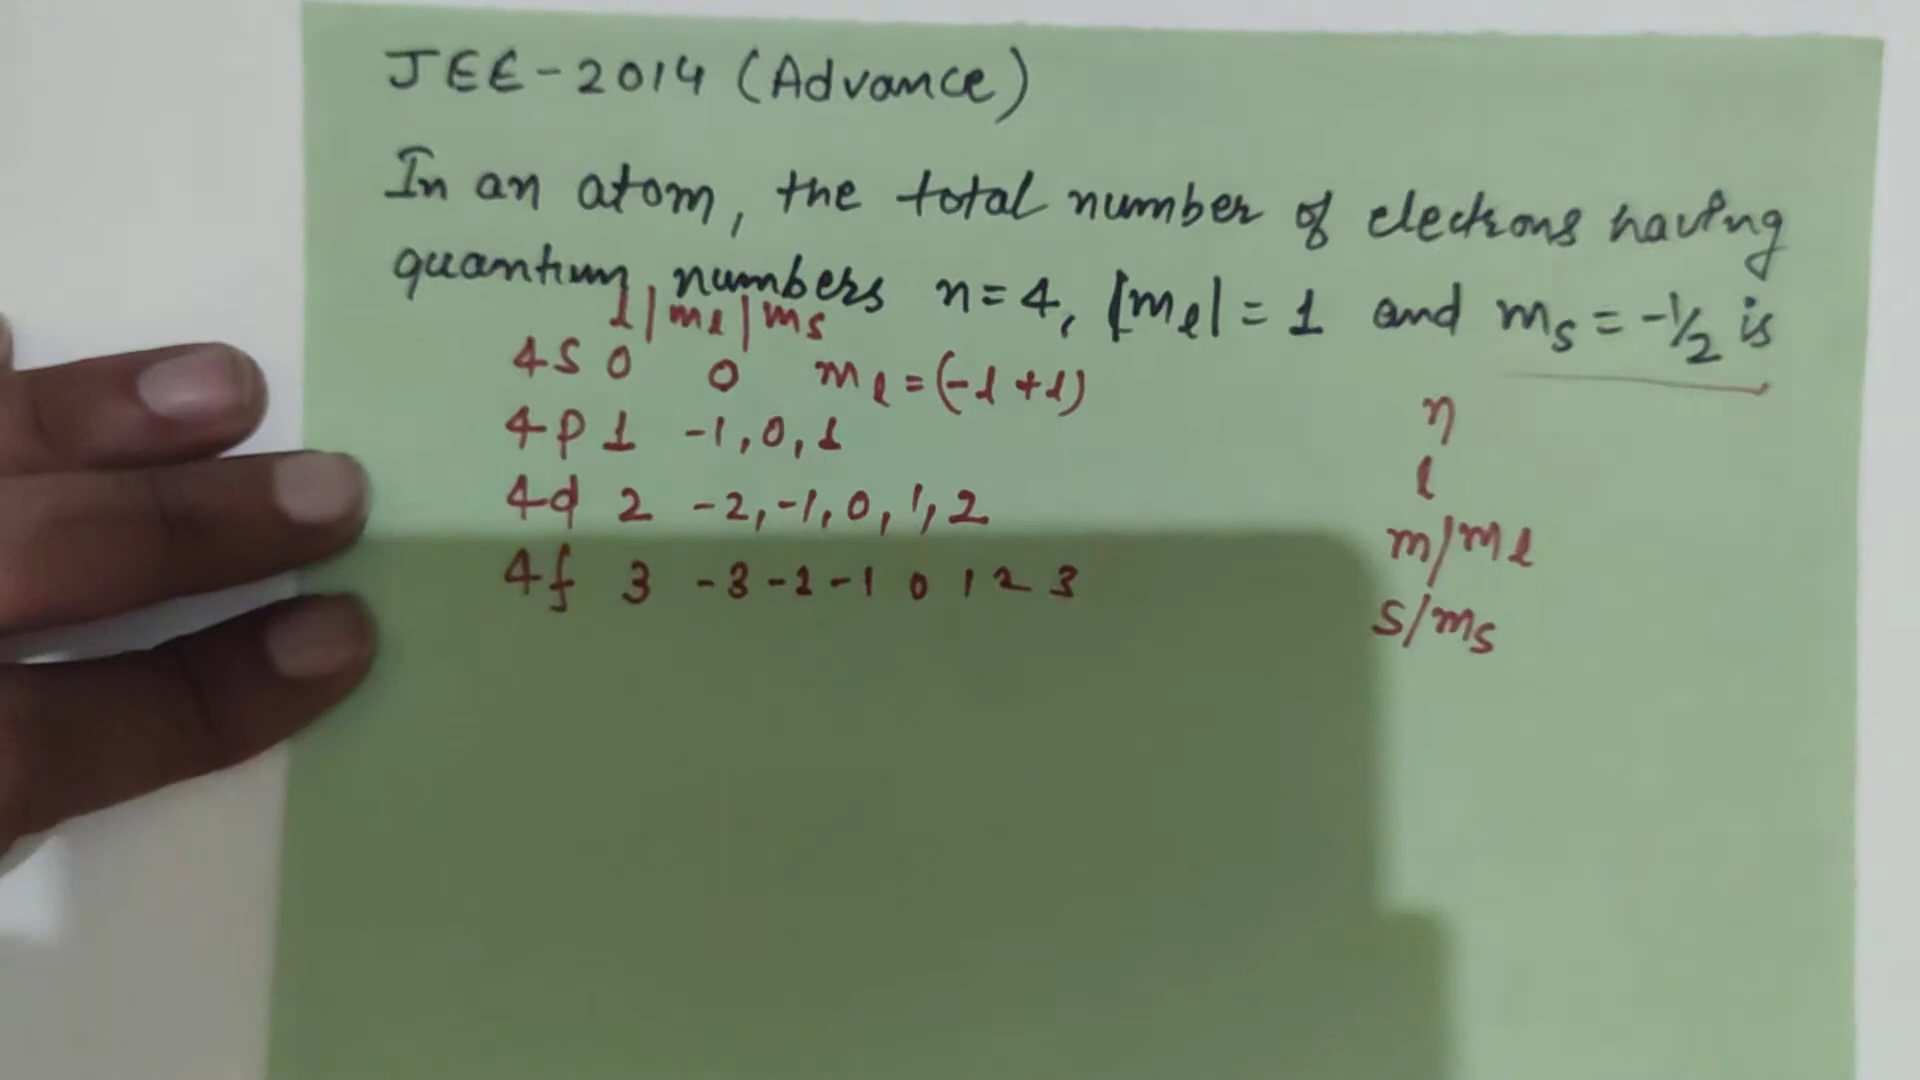 JEE-2014 (Advance)
In an atom, the total number of electrons having
quantum numbers n=4, |ml|=1 and ms=-1/2 is
l|ml|ms
4s 0 0 ml=(-l+l)
4p 1 -1,0,1
4d 2 -2,-1,0,1,2
4f 3 -3-2-1 0 1 2 3
n
l
m/ml
s/ms